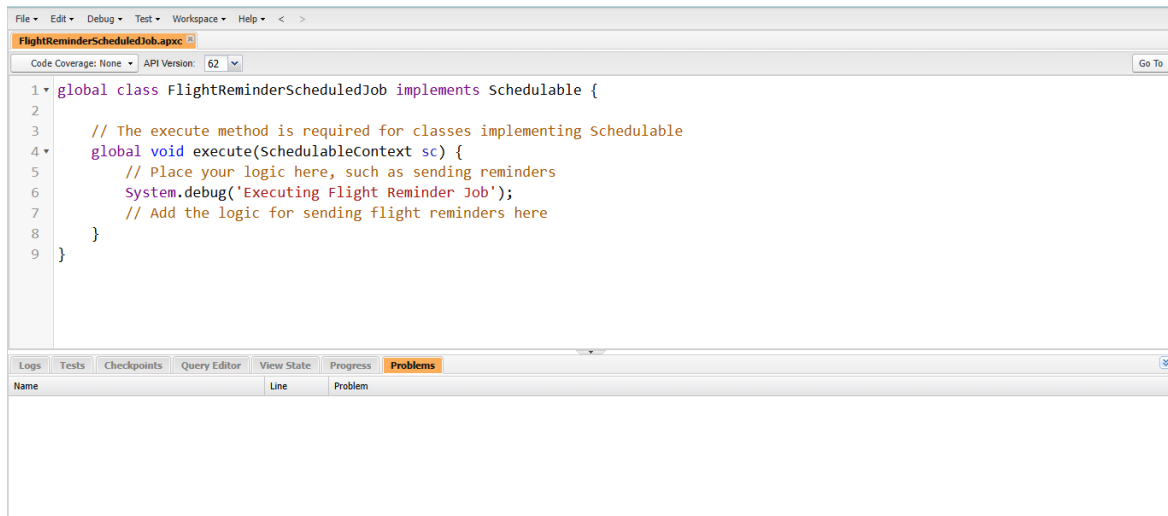 File Edit Debug Test Workspace Help < >
FlightReminderScheduledJob.apxc
Code Coverage: None API Version: 62 Go To
1 global class FlightReminderScheduledJob implements Schedulable {
2
3 // The execute method is required for classes implementing Schedulable
4 global void execute(SchedulableContext sc) {
5 // Place your logic here, such as sending reminders
6 System.debug('Executing Flight Reminder Job');
7 // Add the logic for sending flight reminders here
8 }
9 }
Logs Tests Checkpoints Query Editor View State Progress Problems
Name Line Problem